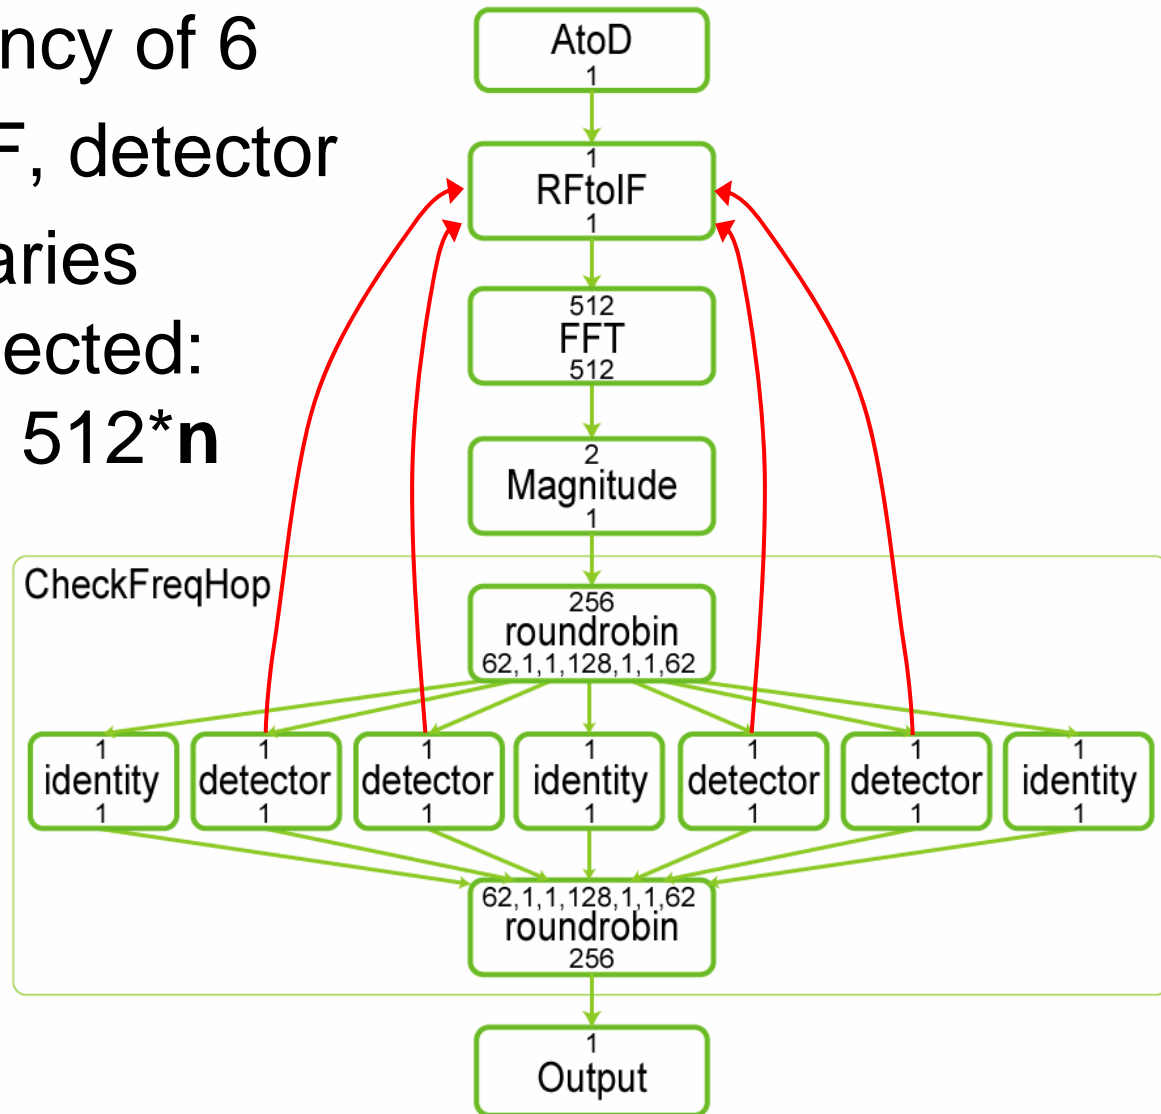 ncy of 6
F, detector
aries
ected:
512*n
AtoD
1
1
RFtoIF
1
512
FFT
512
2
Magnitude
1
CheckFreqHop
256
roundrobin
62,1,1,128,1,1,62
1 1 1 1 1 1 1
identity detector detector identity detector detector identity
1 1 1 1 1 1 1
62,1,1,128,1,1,62
roundrobin
256
1
Output